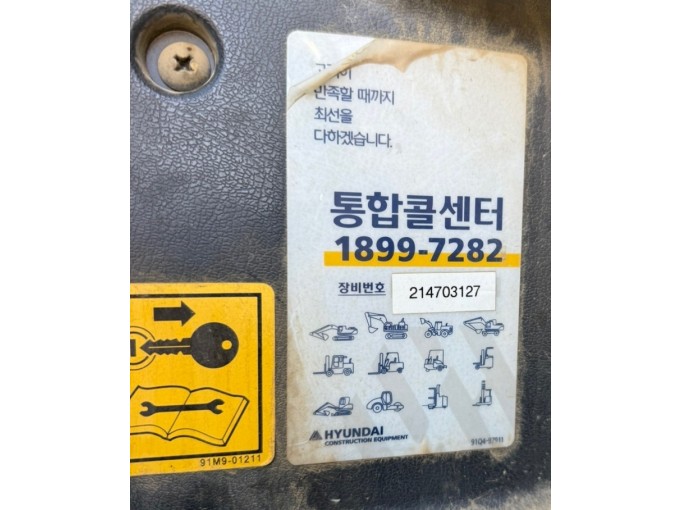 만족할 때까지
최선을
다하겠습니다.
통합콜센터
1899-7282
장비번호 214703127
HYUNDAI
CONSTRUCTION EQUIPMENT
91M9-01211